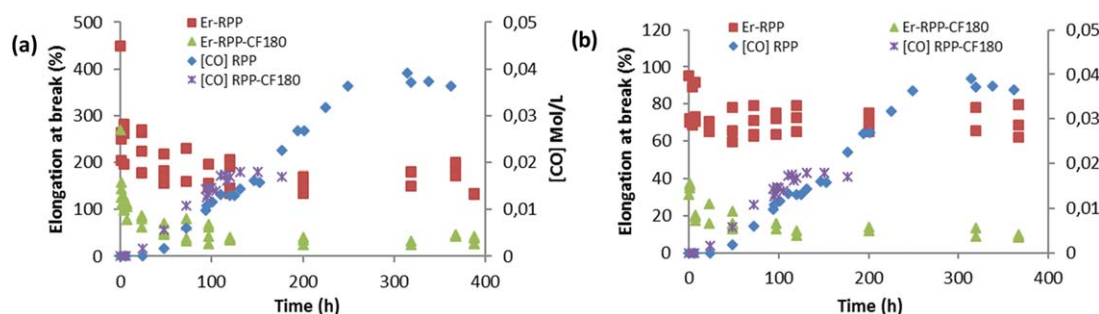 (a)
Elongation at break (%)
500
400
300
200
100
0
Er-RPP
Er-RPP-CF180
[CO] RPP
[CO] RPP-CF180
0,05
0,04
0,03
0,02
0,01
0
[CO] Mol/L
0 100 200 300 400
Time (h)
(b)
Elongation at break (%)
120
100
80
60
40
20
0
Er-RPP Er-RPP-CF180
[CO] RPP [CO] RPP-CF180
0,05
0,04
0,03
0,02
0,01
0
0 100 200 300 400
Time (h)